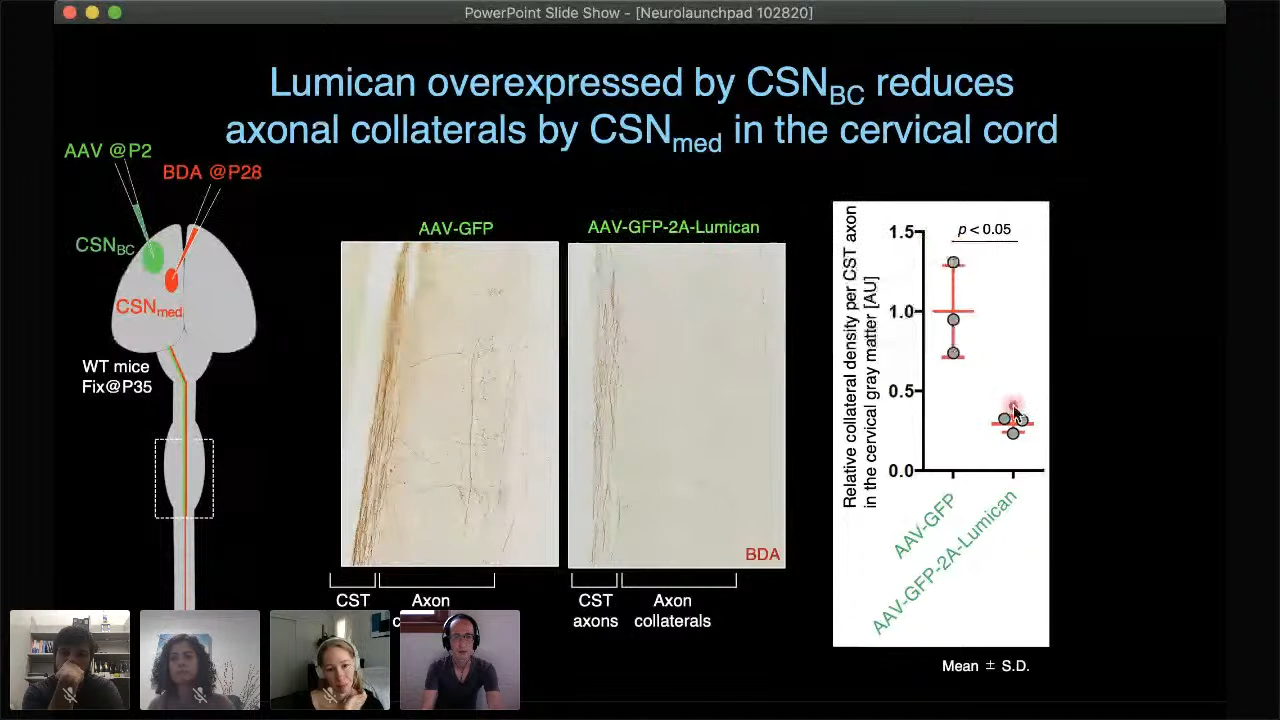 PowerPoint Slide Show - [Neurolaunchpad 102820]
Lumican overexpressed by CSNBC reduces
axonal collaterals by CSNmed in the cervical cord
AAV @P2
BDA @P28
CSNBC
CSNmed
WT mice
Fix@P35
AAV-GFP
AAV-GFP-2A-Lumican
BDA
CST
Axon
CST
axons
Axon
collaterals
Relative collateral density per CST axon
in the cervical gray matter [AU]
p < 0.05
1.5
1.0
0.5
0.0
AAV-GFP
AAV-GFP-2A-Lumican
Mean ± S.D.